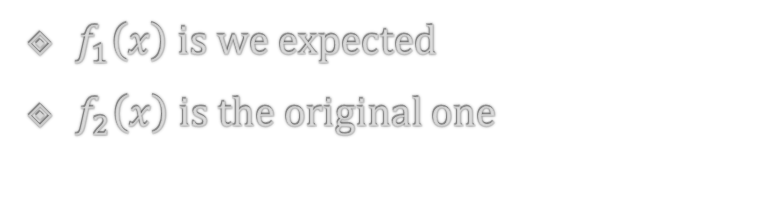 ❖ f₁(x) is we expected
❖ f₂(x) is the original one